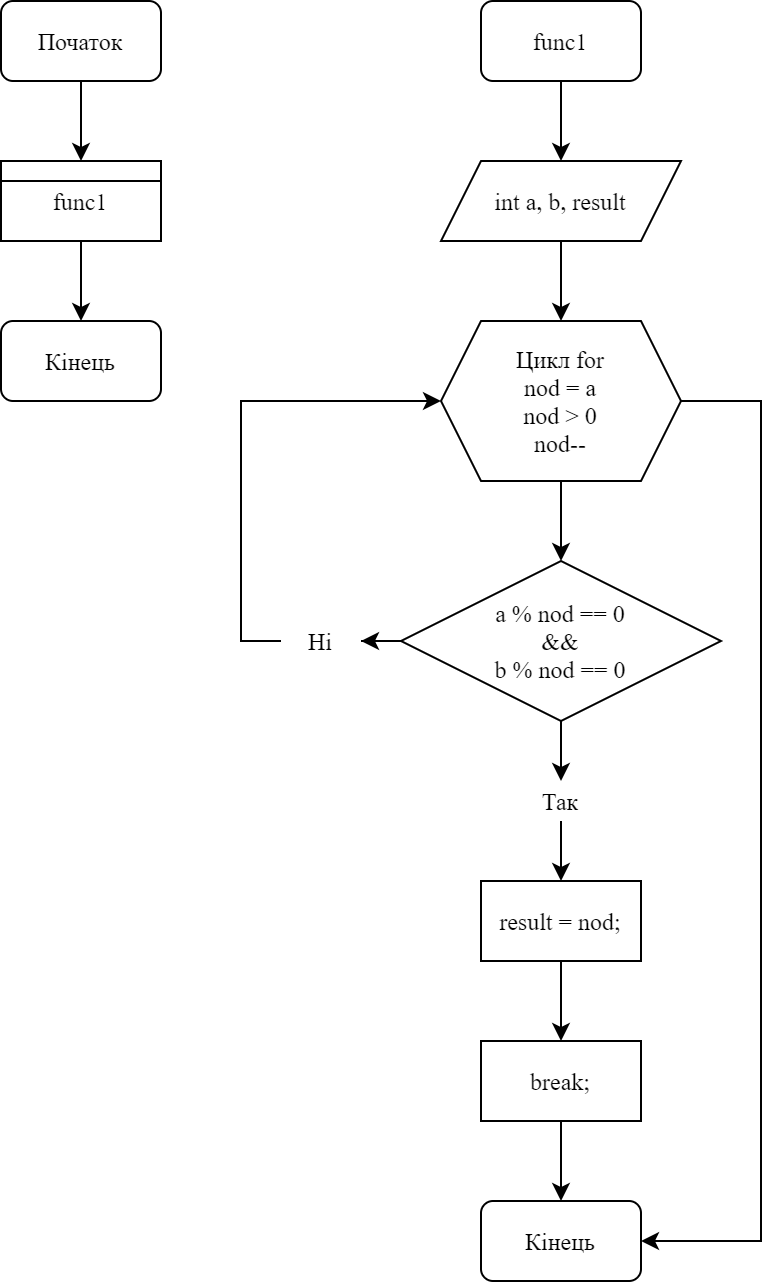 Початок
func1
Кінець
func1
int a, b, result
Цикл for
nod = a
nod > 0
nod--
a % nod == 0
&&
b % nod == 0
Ні
Так
result = nod;
break;
Кінець